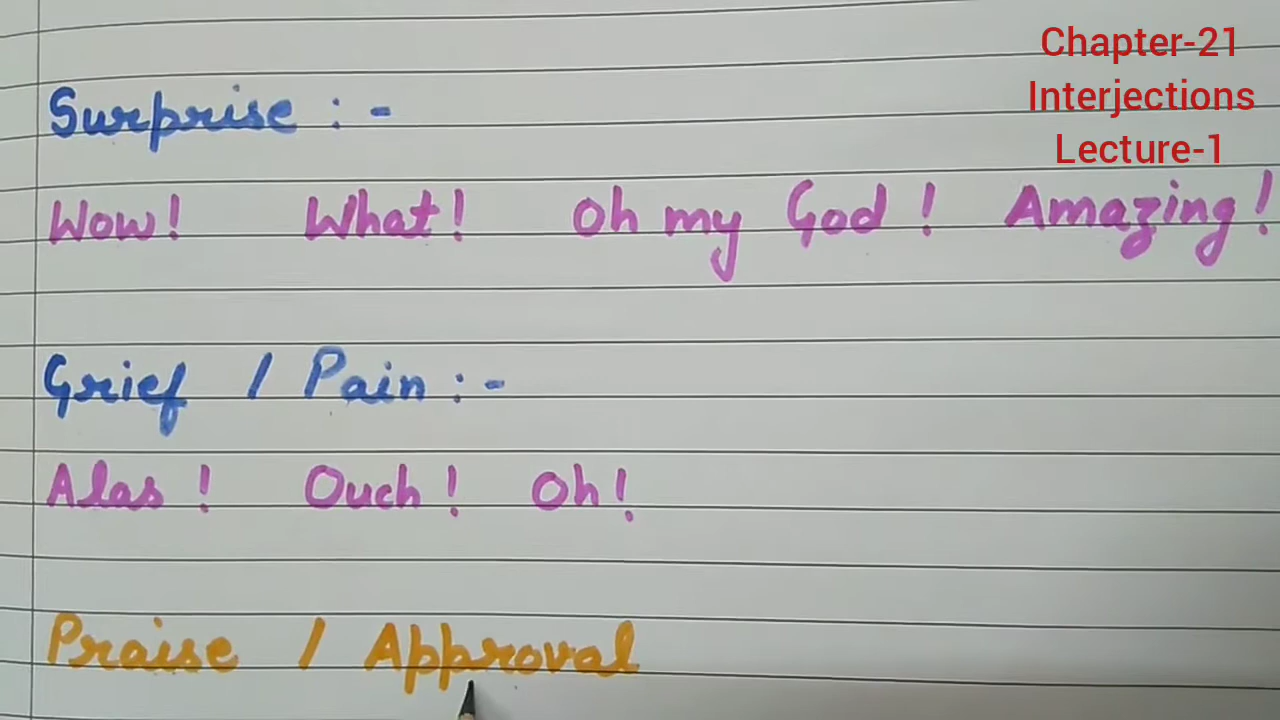 Chapter-21
Interjections
Lecture-1
Surprise : -
Wow! What! Oh my God ! Amazing !
Grief / Pain : -
Alas ! Ouch ! Oh !
Praise / Approval